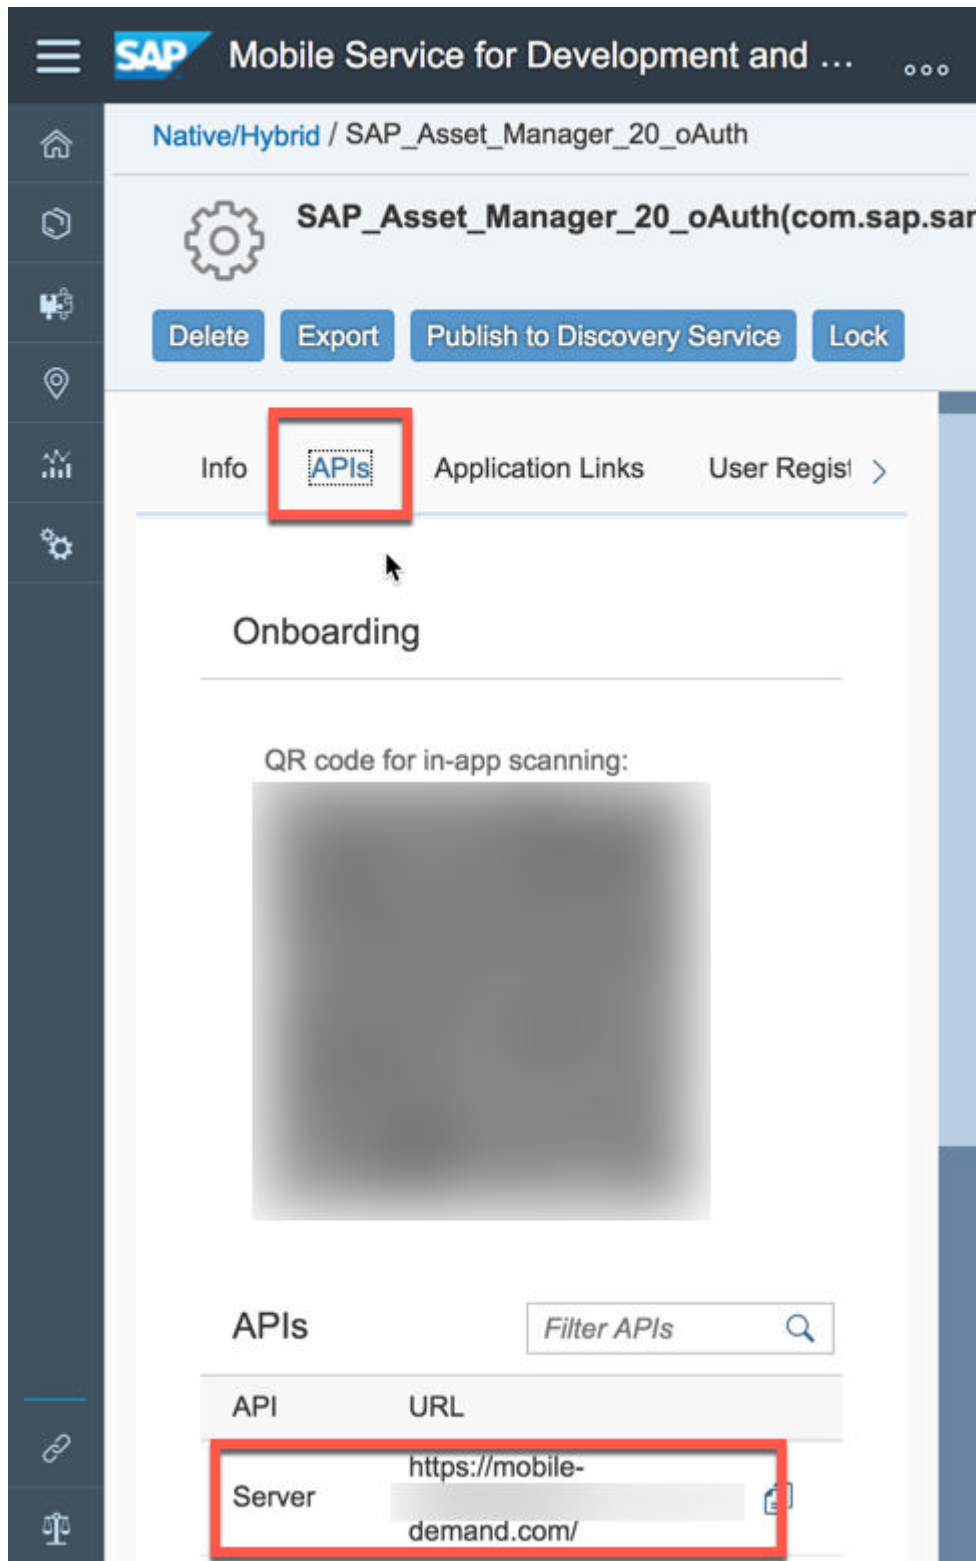 SAP Mobile Service for Development and ...
Native/Hybrid / SAP_Asset_Manager_20_oAuth
SAP_Asset_Manager_20_oAuth(com.sap.sam
Delete Export Publish to Discovery Service Lock
Info APIs Application Links User Regist
Onboarding
QR code for in-app scanning:
APIs Filter APIs
API URL
https://mobile-
Server
demand.com/